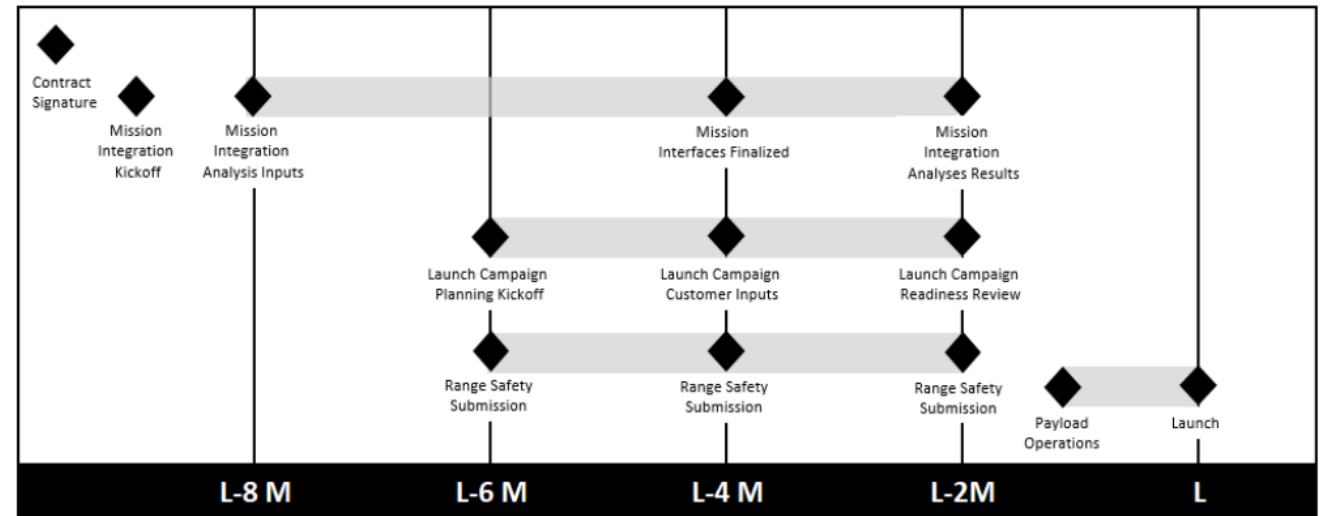 Contract
Signature
Mission
Integration
Kickoff
Mission
Integration
Analysis Inputs
Mission
Interfaces Finalized
Mission
Integration
Analyses Results
Launch Campaign
Planning Kickoff
Launch Campaign
Customer Inputs
Launch Campaign
Readiness Review
Range Safety
Submission
Range Safety
Submission
Range Safety
Submission
Payload
Operations
Launch
L-8 M
L-6 M
L-4 M
L-2M
L